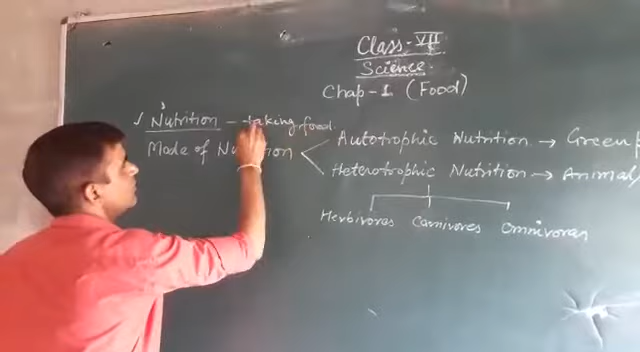 Class - VII
Science
Chap-1 (Food)
Nutrition - taking food.
Mode of
Autotrophic Nutrition → Green
Heterotrophic Nutrition → Animal
Herbivores Carnivores Omnivores